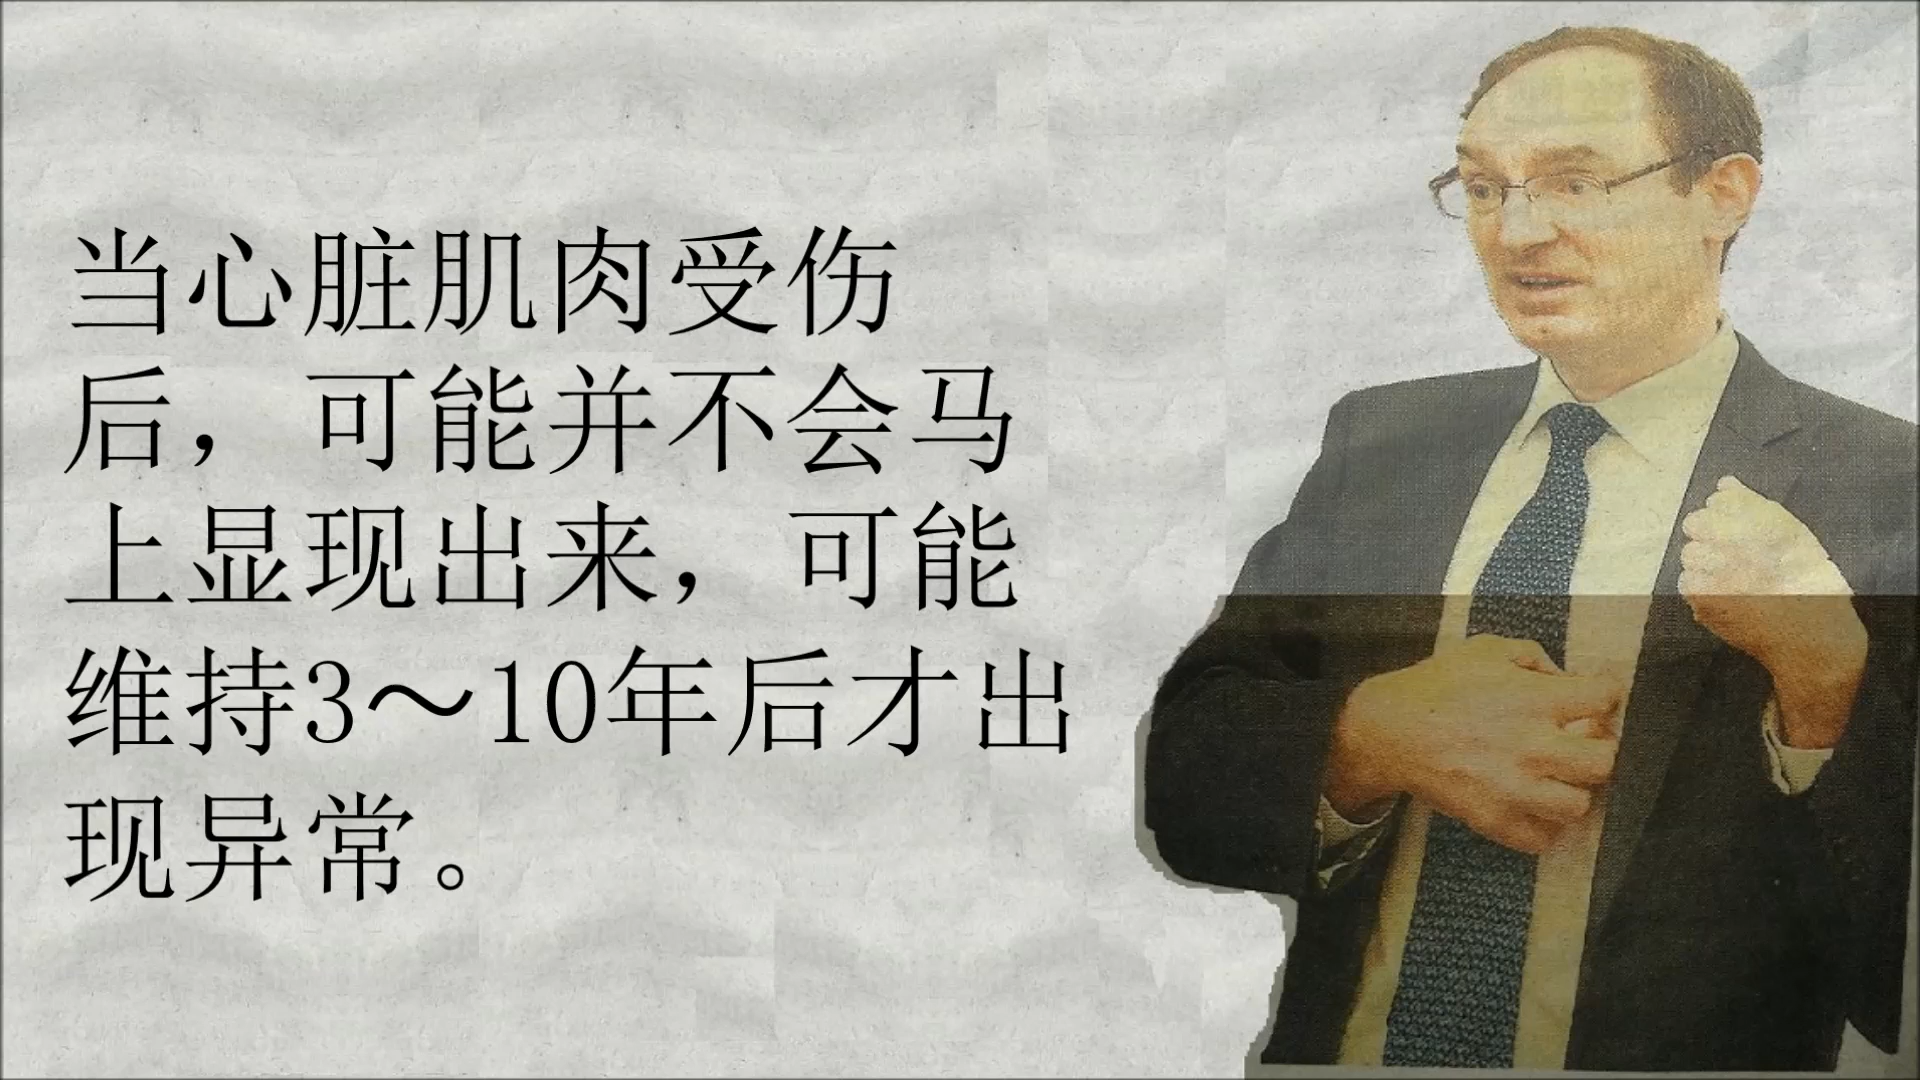 当心脏肌肉受伤
后，可能并不会马
上显现出来，可能
维持3～10年后才出
现异常。